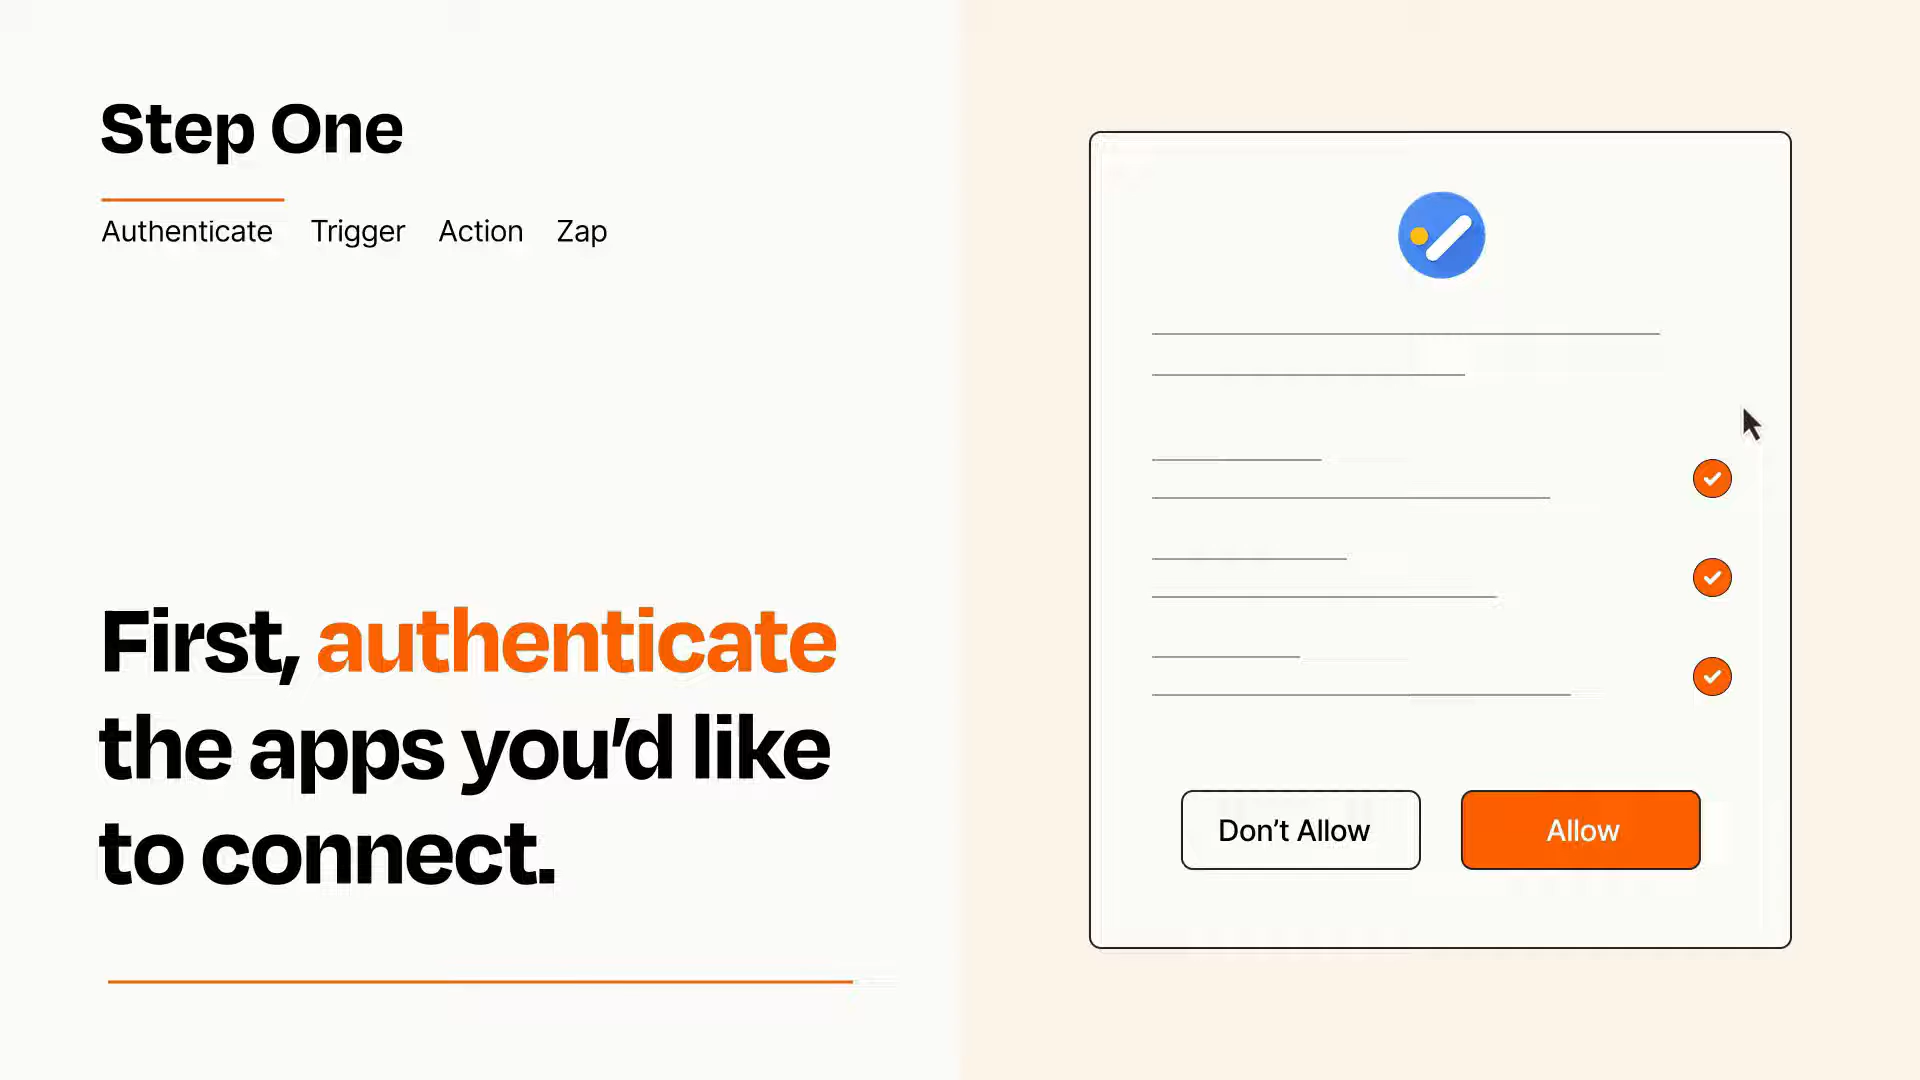 Step One
Authenticate Trigger Action Zap
First, authenticate
the apps you’d like
to connect.
Don’t Allow
Allow